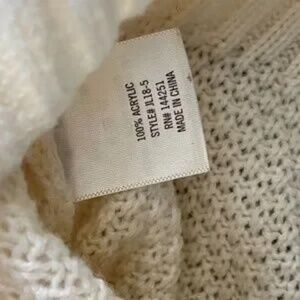 100% ACRYLIC
STYLE# JL18-5
RN# 144251
MADE IN CHINA